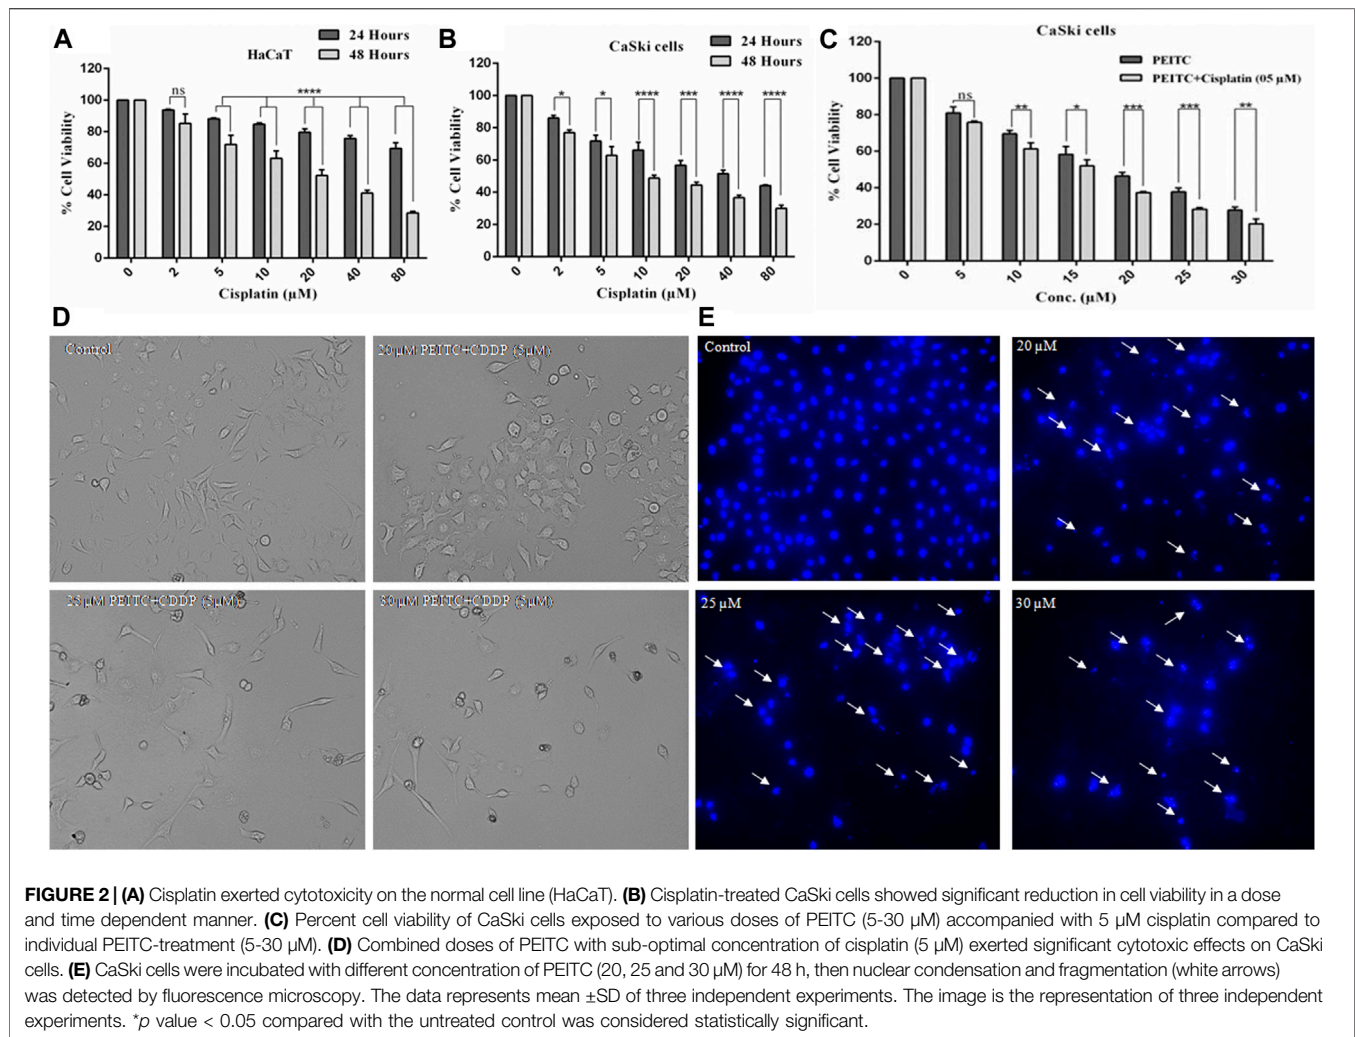 A
HaCaT
24 Hours
48 Hours
% Cell Viability
120
100
80
60
40
20
0
ns
****
0 2 5 10 20 40 80
Cisplatin (µM)
B
CaSki cells
24 Hours
48 Hours
% Cell Viability
120
100
80
60
40
20
0
* * **** *** **** ****
0 2 5 10 20 40 80
Cisplatin (µM)
C
CaSki cells
PEITC
PEITC+Cisplatin (05 µM)
% Cell Viability
120
100
80
60
40
20
0
ns ** * *** *** **
0 5 10 15 20 25 30
Conc. (µM)
D
Control
20 µM PEITC+CDDP (5µM)
25 µM PEITC+CDDP (5µM)
30 µM PEITC+CDDP (5µM)
E
Control
20 µM
25 µM
30 µM
FIGURE 2 | (A) Cisplatin exerted cytotoxicity on the normal cell line (HaCaT). (B) Cisplatin-treated CaSki cells showed significant reduction in cell viability in a dose
and time dependent manner. (C) Percent cell viability of CaSki cells exposed to various doses of PEITC (5-30 µM) accompanied with 5 µM cisplatin compared to
individual PEITC-treatment (5-30 µM). (D) Combined doses of PEITC with sub-optimal concentration of cisplatin (5 µM) exerted significant cytotoxic effects on CaSki
cells. (E) CaSki cells were incubated with different concentration of PEITC (20, 25 and 30 µM) for 48 h, then nuclear condensation and fragmentation (white arrows)
was detected by fluorescence microscopy. The data represents mean ±SD of three independent experiments. The image is the representation of three independent
experiments. *p value < 0.05 compared with the untreated control was considered statistically significant.